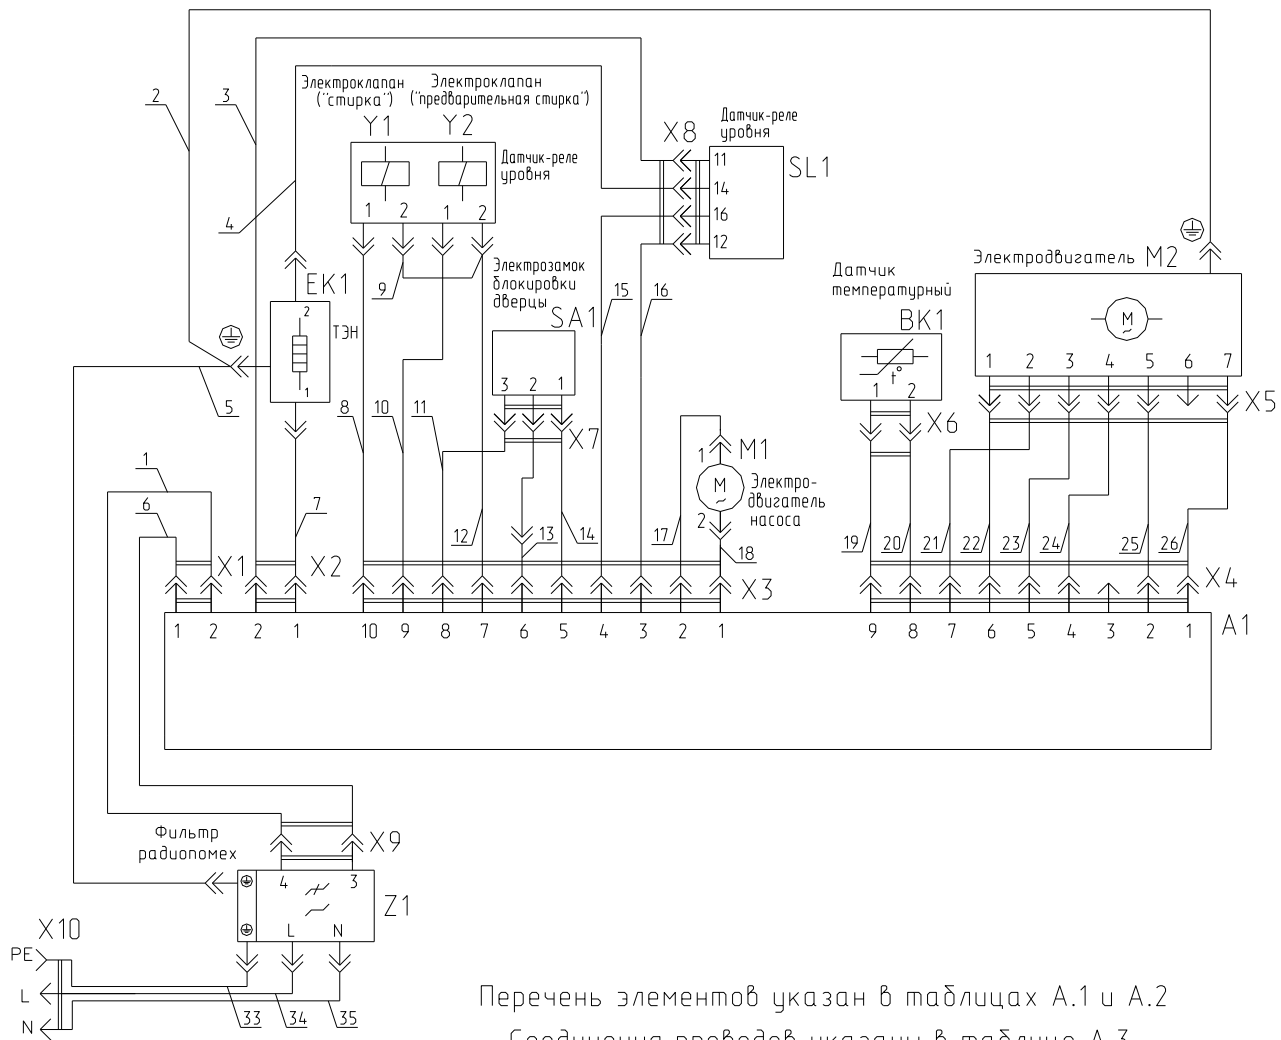 2
3
Электроклапан
("стирка")
Электроклапан
("предварительная стирка")
Y1
Y2
1
2
1
2
Датчик-реле
уровня
4
X8
Датчик-реле
уровня
SL1
11
14
16
12
9
Электрозамок
блокировки
дверцы
SA1
3 2 1
15
16
EK1
2
ТЭН
1
5
Датчик
температурный
BK1
t°
1 2
X6
Электродвигатель M2
M
~
1 2 3 4 5 6 7
X5
8
10
11
X7
1
M1
M
~
2
Электро-
двигатель
насоса
1
6
7
12
13
14
17
18
19
20
21
22
23
24
25
26
X1
X2
X3
X4
1 2 2 1 10 9 8 7 6 5 4 3 2 1 9 8 7 6 5 4 3 2 1
A1
Фильтр
радиопомех
X9
4
3
Z1
L
N
X10
PE
L
N
33
34
35
Перечень элементов указан в таблицах А.1 и А.2
Соединения проводов указаны в таблице А.3